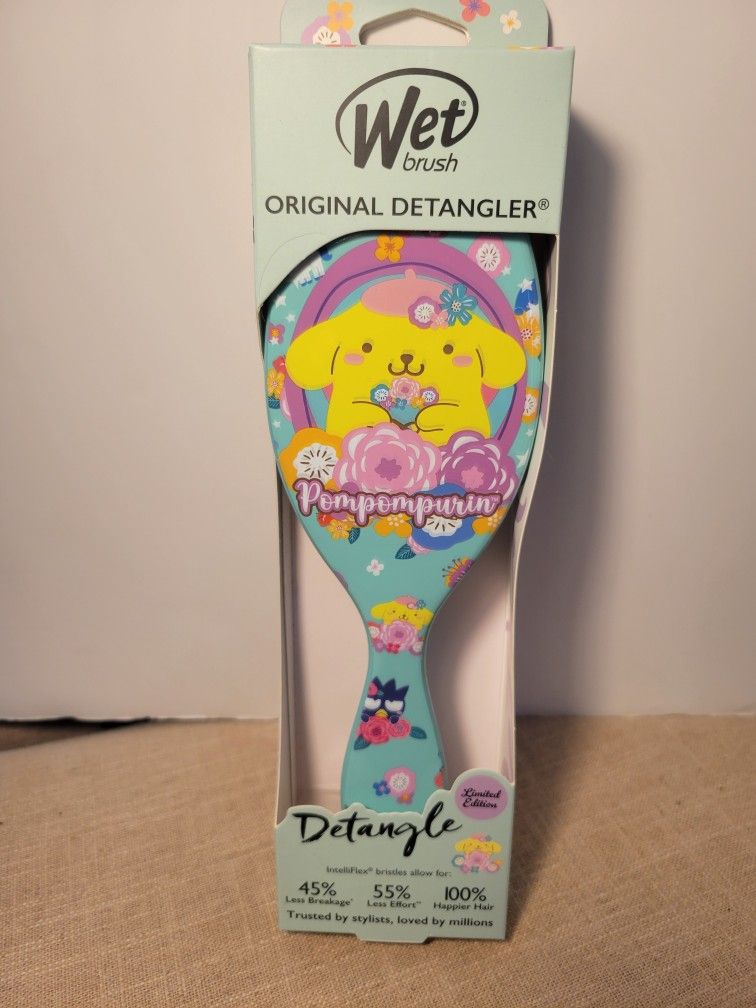 Wet®
brush
ORIGINAL DETANGLER®
Pompompurin™
Limited
Edition
Detangle
IntelliFlex® bristles allow for:
45% 55% 100%
Less Breakage* Less Effort** Happier Hair
Trusted by stylists, loved by millions